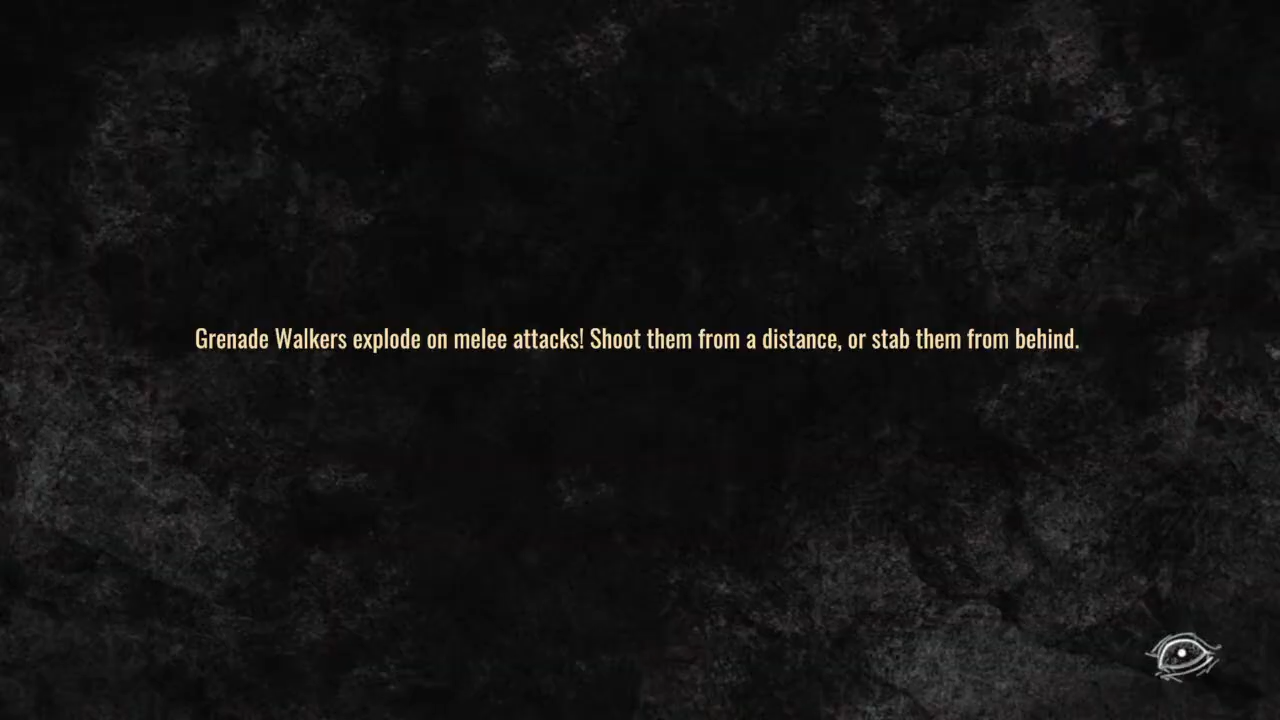 Grenade Walkers explode on melee attacks! Shoot them from a distance, or stab them from behind.